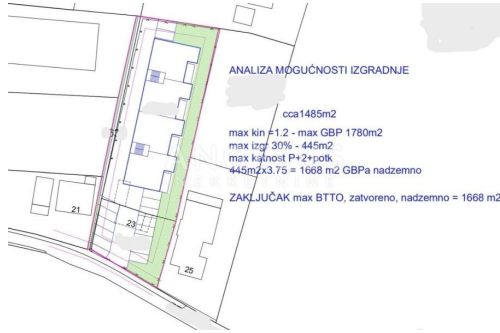 ANALIZA MOGUĆNOSTI IZGRADNJE
cca1485m2
max kin =1.2 - max GBP 1780m2
max izgr 30% - 445m2
max katnost P+2+potk
445m2x3.75 = 1668 m2 GBPa nadzemno
ZAKLJUČAK max BTTO, zatvoreno, nadzemno = 1668 m2
21
23
25